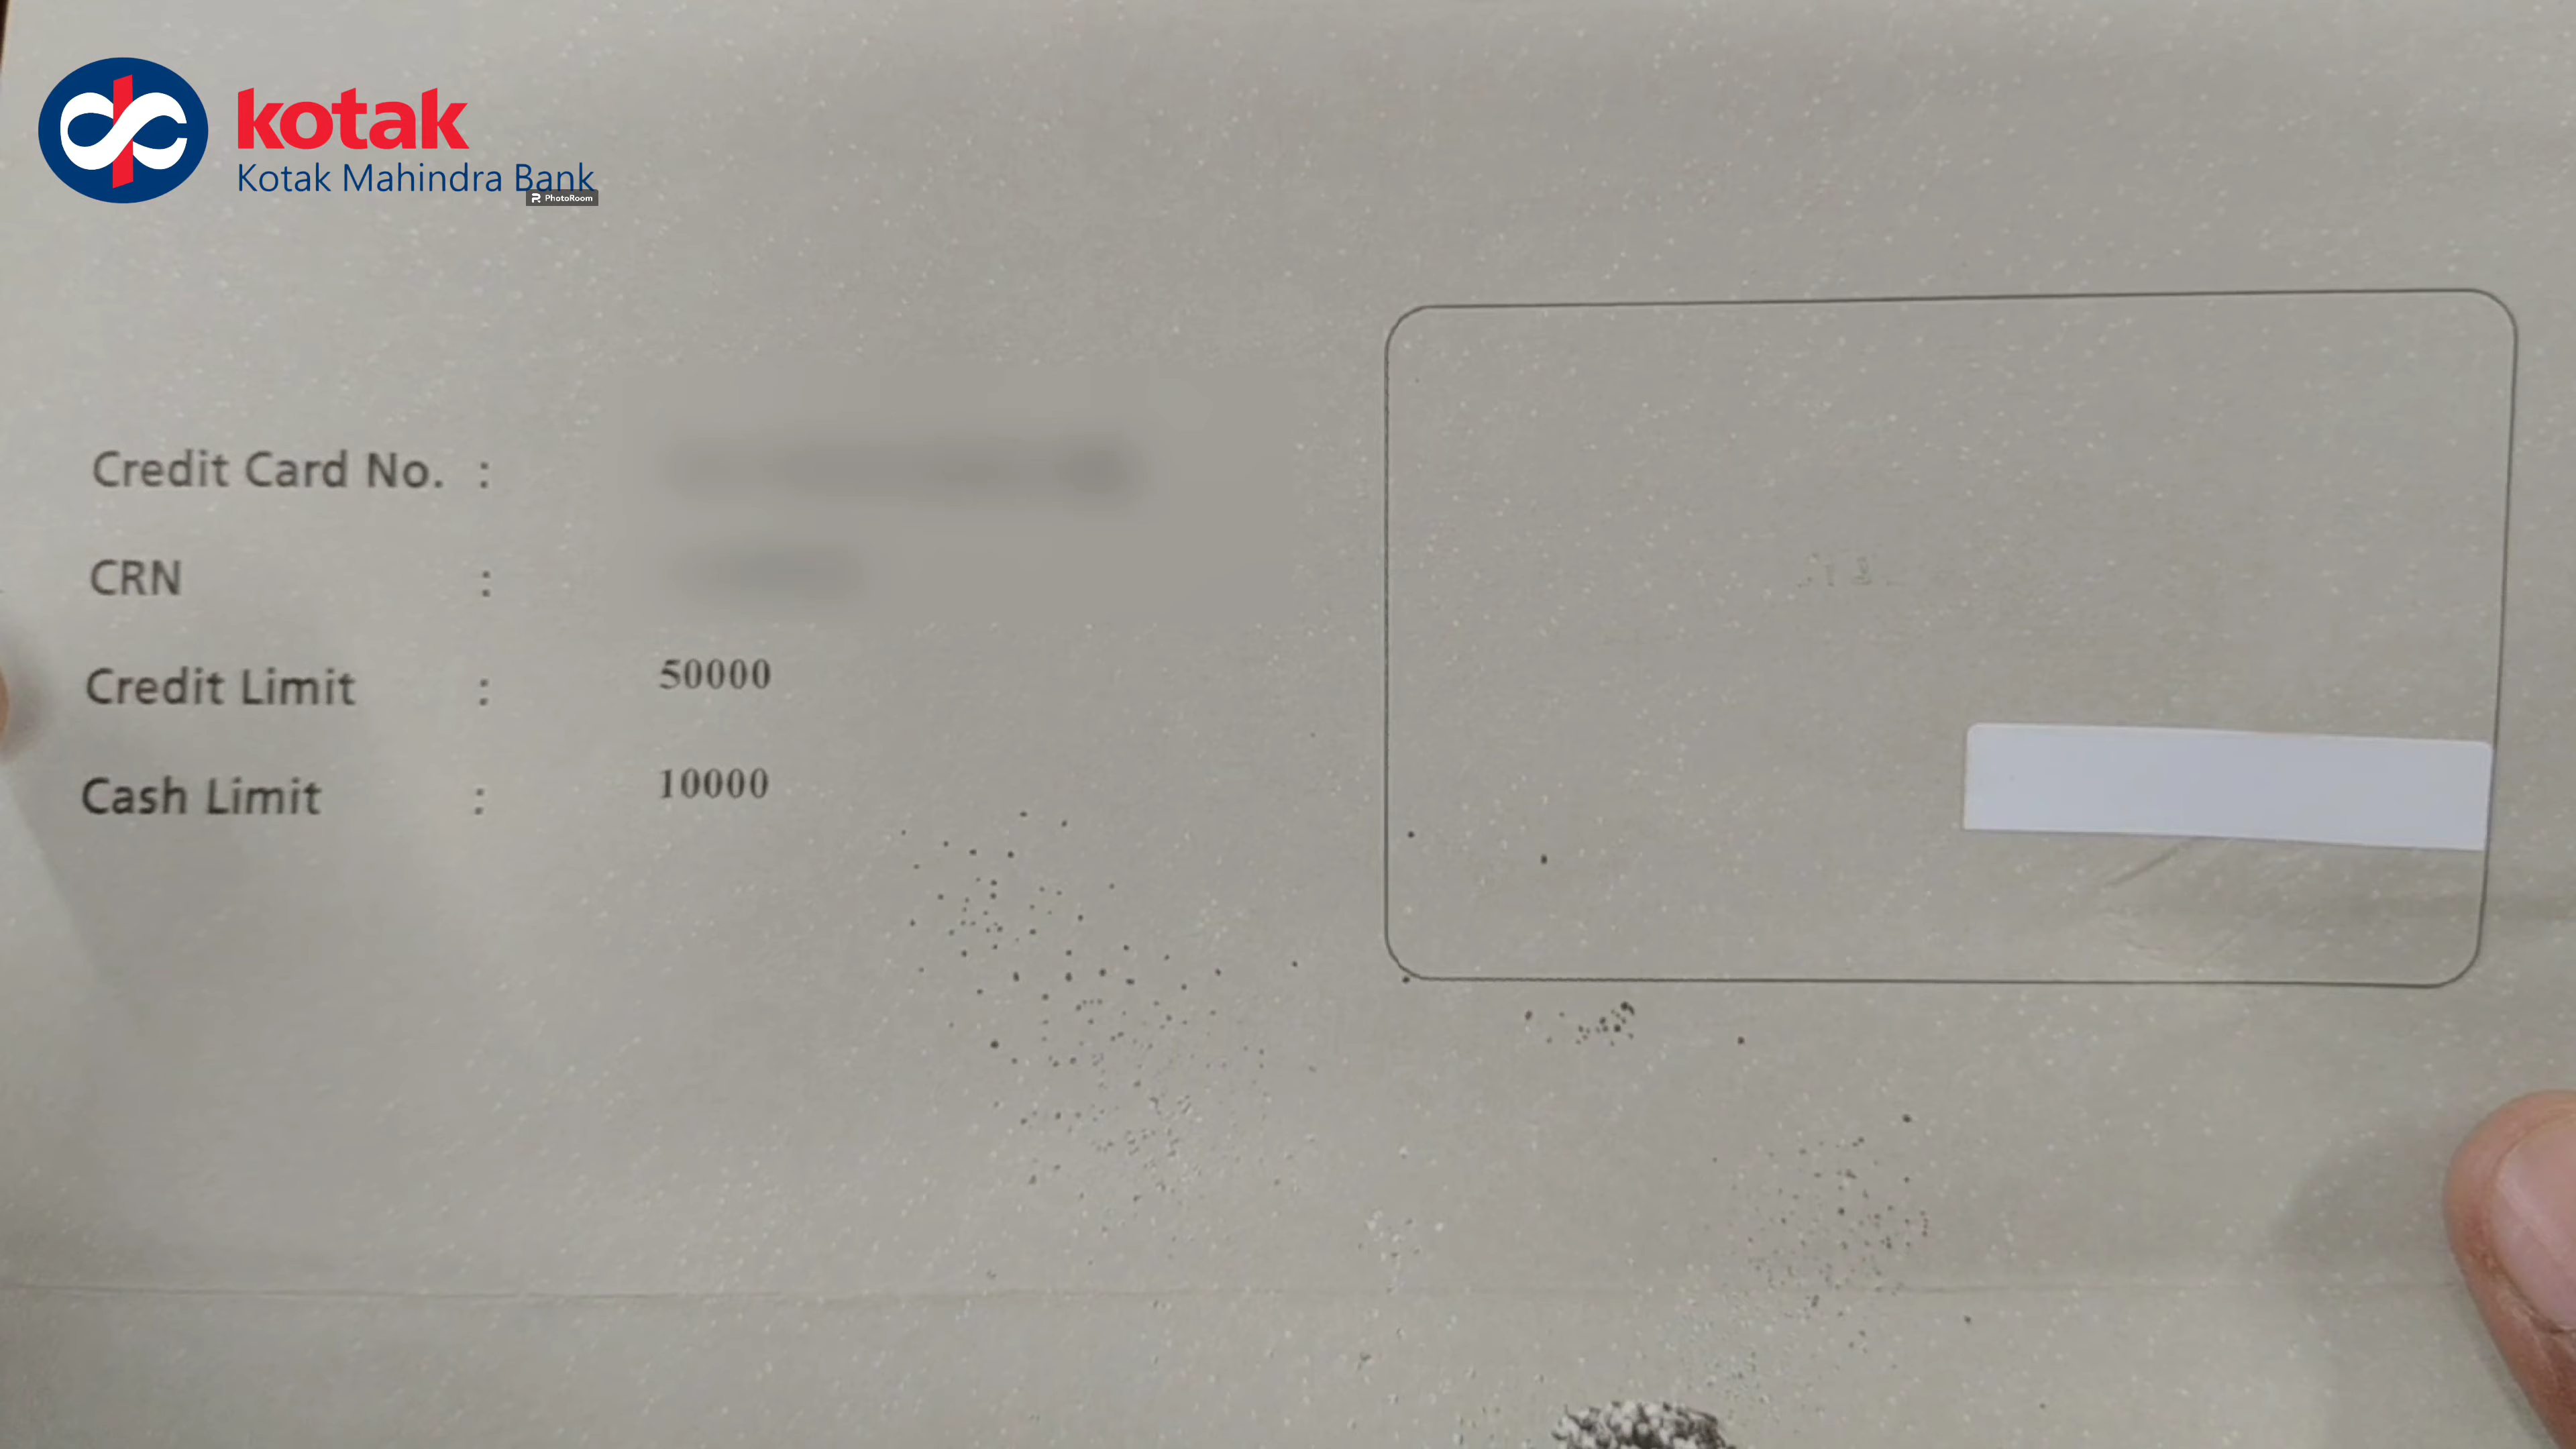 kotak
Kotak Mahindra Bank
PhotoRoom
Credit Card No. :
CRN :
Credit Limit : 50000
Cash Limit : 10000